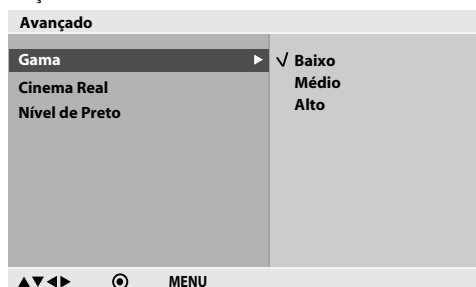 Avançado
Gama ▶ √ Baixo
Cinema Real Médio
Nível de Preto Alto
▲▼◀▶ ⦿ MENU